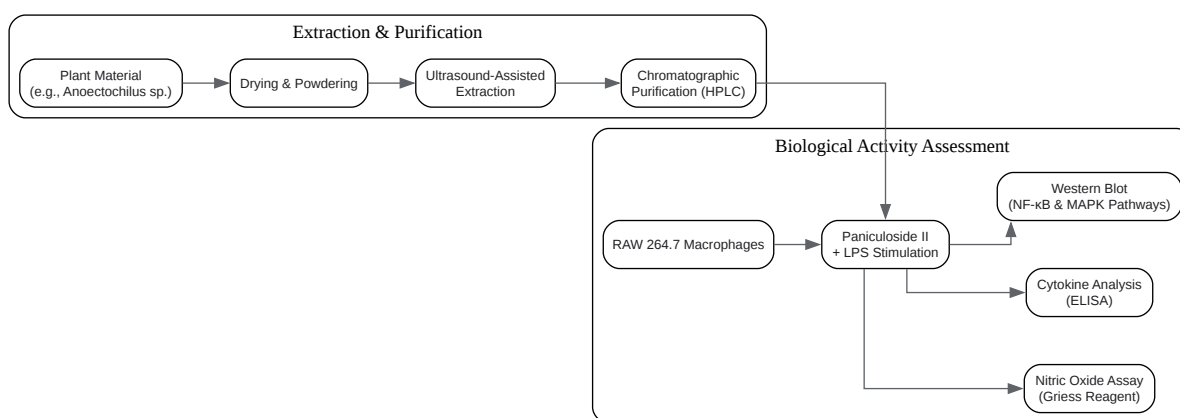 Extraction & Purification
Plant Material
(e.g., Anoectochilus sp.)
Drying & Powdering
Ultrasound-Assisted
Extraction
Chromatographic
Purification (HPLC)
Biological Activity Assessment
RAW 264.7 Macrophages
Paniculoside II
+ LPS Stimulation
Western Blot
(NF-κB & MAPK Pathways)
Cytokine Analysis
(ELISA)
Nitric Oxide Assay
(Griess Reagent)